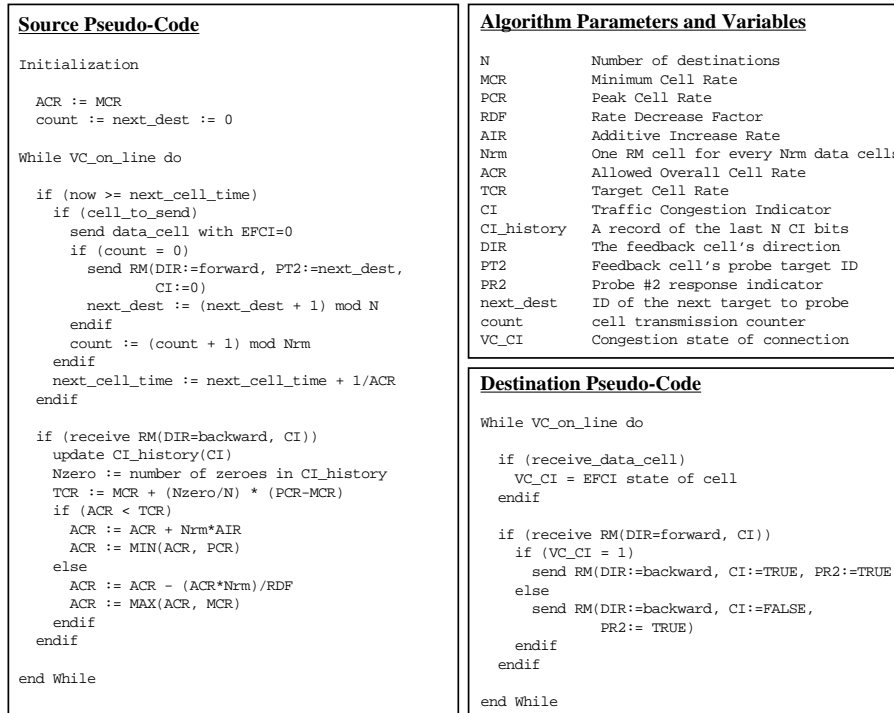 Source Pseudo-Code
Initialization
ACR := MCR
count := next_dest := 0
While VC_on_line do
if (now >= next_cell_time)
if (cell_to_send)
send data_cell with EFCI=0
if (count = 0)
send RM(DIR:=forward, PT2:=next_dest,
CI:=0)
next_dest := (next_dest + 1) mod N
endif
count := (count + 1) mod Nrm
endif
next_cell_time := next_cell_time + 1/ACR
endif
if (receive RM(DIR=backward, CI))
update CI_history(CI)
Nzero := number of zeroes in CI_history
TCR := MCR + (Nzero/N) * (PCR-MCR)
if (ACR < TCR)
ACR := ACR + Nrm*AIR
ACR := MIN(ACR, PCR)
else
ACR := ACR - (ACR*Nrm)/RDF
ACR := MAX(ACR, MCR)
endif
endif
end While
Algorithm Parameters and Variables
N Number of destinations
MCR Minimum Cell Rate
PCR Peak Cell Rate
RDF Rate Decrease Factor
AIR Additive Increase Rate
Nrm One RM cell for every Nrm data cells
ACR Allowed Overall Cell Rate
TCR Target Cell Rate
CI Traffic Congestion Indicator
CI_history A record of the last N CI bits
DIR The feedback cell's direction
PT2 Feedback cell's probe target ID
PR2 Probe #2 response indicator
next_dest ID of the next target to probe
count cell transmission counter
VC_CI Congestion state of connection
Destination Pseudo-Code
While VC_on_line do
if (receive_data_cell)
VC_CI = EFCI state of cell
endif
if (receive RM(DIR=forward, CI))
if (VC_CI = 1)
send RM(DIR:=backward, CI:=TRUE, PR2:=TRUE
else
send RM(DIR:=backward, CI:=FALSE,
PR2:= TRUE)
endif
endif
end While